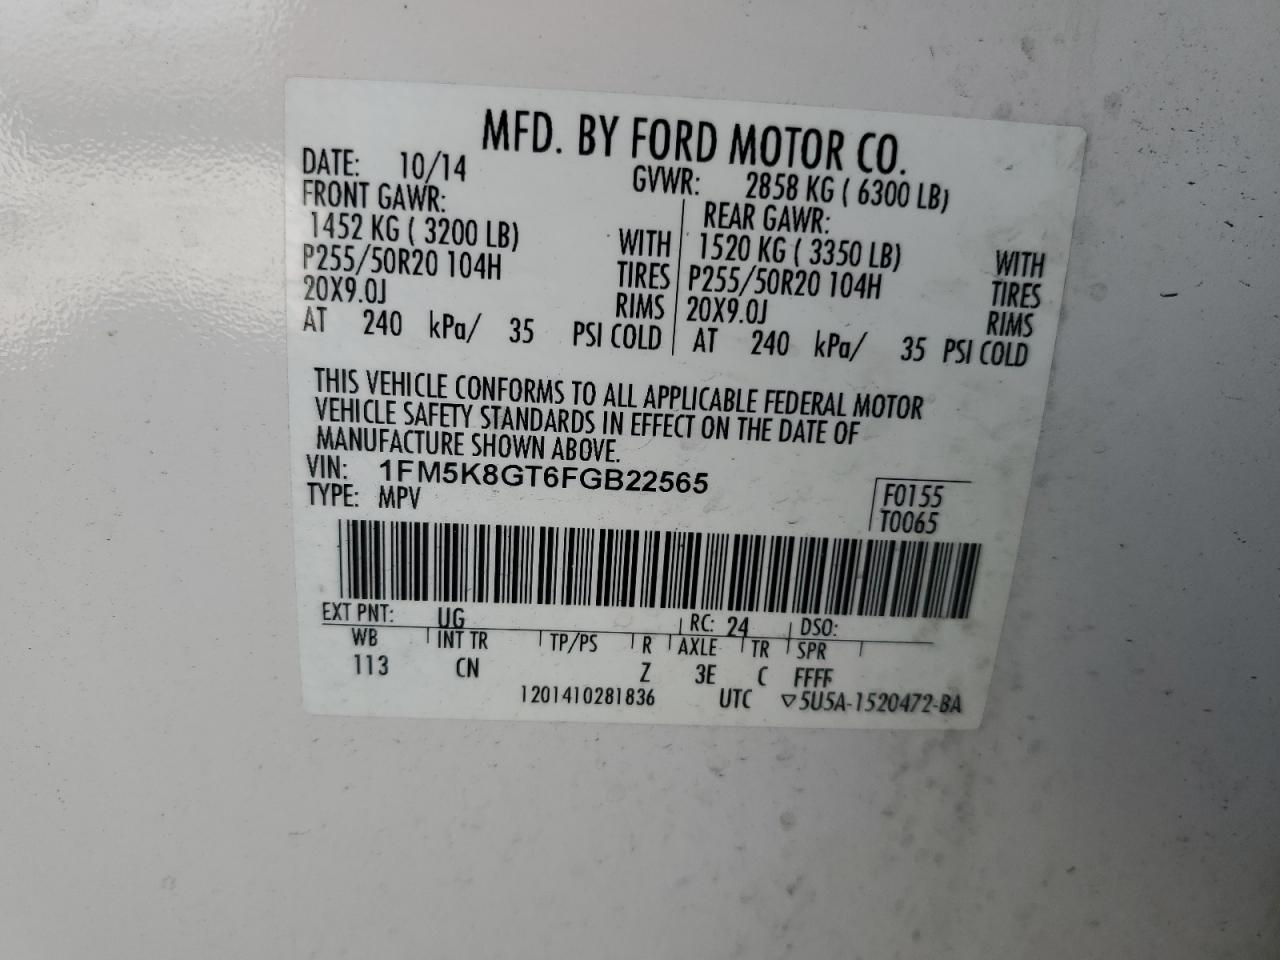 MFD. BY FORD MOTOR CO.
DATE: 10/14 GVWR: 2858 KG ( 6300 LB)
FRONT GAWR: REAR GAWR:
1452 KG ( 3200 LB) WITH 1520 KG ( 3350 LB) WITH
P255/50R20 104H TIRES P255/50R20 104H TIRES
20X9.0J RIMS 20X9.0J RIMS
AT 240 kPa/ 35 PSI COLD AT 240 kPa/ 35 PSI COLD
THIS VEHICLE CONFORMS TO ALL APPLICABLE FEDERAL MOTOR
VEHICLE SAFETY STANDARDS IN EFFECT ON THE DATE OF
MANUFACTURE SHOWN ABOVE.
VIN: 1FM5K8GT6FGB22565 F0155
TYPE: MPV T0065
EXT PNT: UG RC: 24 DSO:
WB INT TR TP/PS R AXLE TR SPR
113 CN Z 3E C FFFF
1201410281836 UTC ▽5U5A-1520472-BA